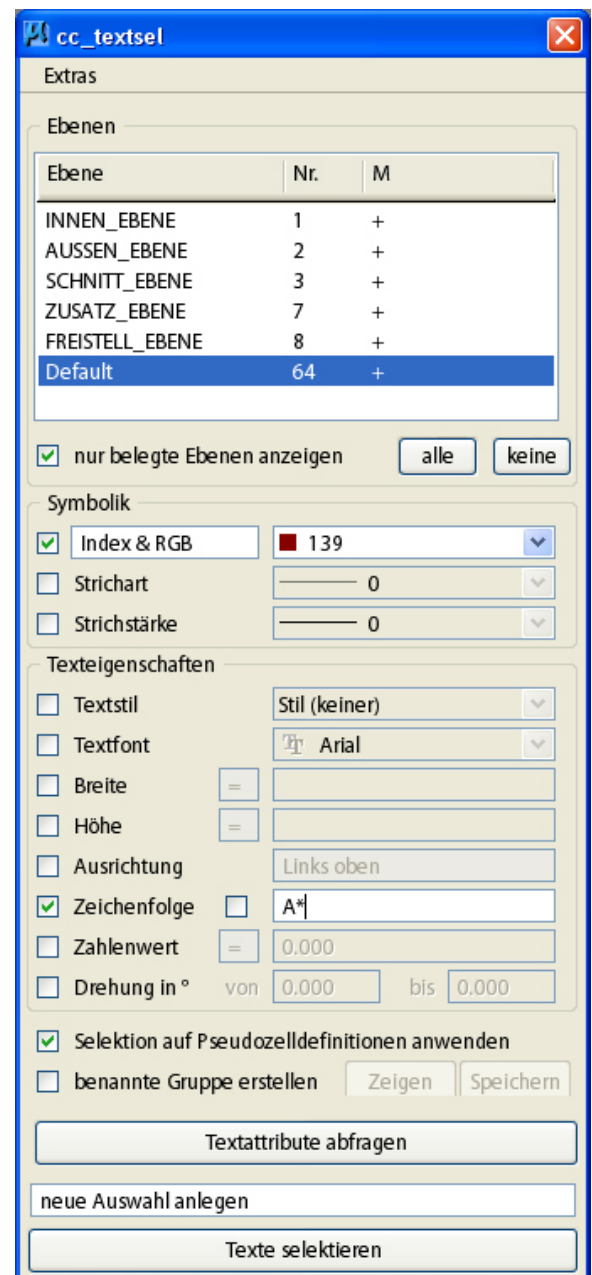 cc_textsel
Extras
Ebenen
Ebene Nr. M
INNEN_EBENE 1 +
AUSSEN_EBENE 2 +
SCHNITT_EBENE 3 +
ZUSATZ_EBENE 7 +
FREISTELL_EBENE 8 +
Default 64 +
nur belegte Ebenen anzeigen alle keine
Symbolik
Index & RGB 139
Strichart 0
Strichstärke 0
Texteigenschaften
Textstil Stil (keiner)
Textfont Arial
Breite =
Höhe =
Ausrichtung Links oben
Zeichenfolge A*
Zahlenwert = 0.000
Drehung in ° von 0.000 bis 0.000
Selektion auf Pseudozelldefinitionen anwenden
benannte Gruppe erstellen Zeigen Speichern
Textattribute abfragen
neue Auswahl anlegen
Texte selektieren